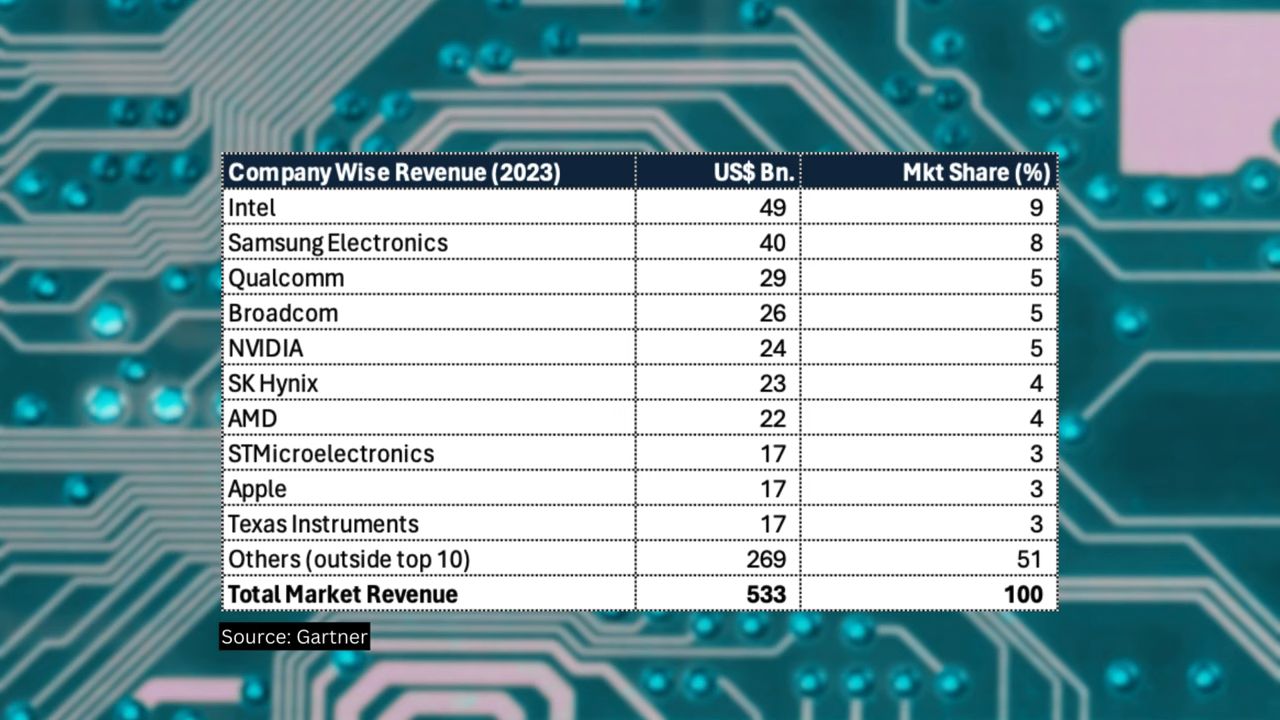 Company Wise Revenue (2023) US$ Bn. Mkt Share (%)
Intel 49 9
Samsung Electronics 40 8
Qualcomm 29 5
Broadcom 26 5
NVIDIA 24 5
SK Hynix 23 4
AMD 22 4
STMicroelectronics 17 3
Apple 17 3
Texas Instruments 17 3
Others (outside top 10) 269 51
Total Market Revenue 533 100
Source: Gartner